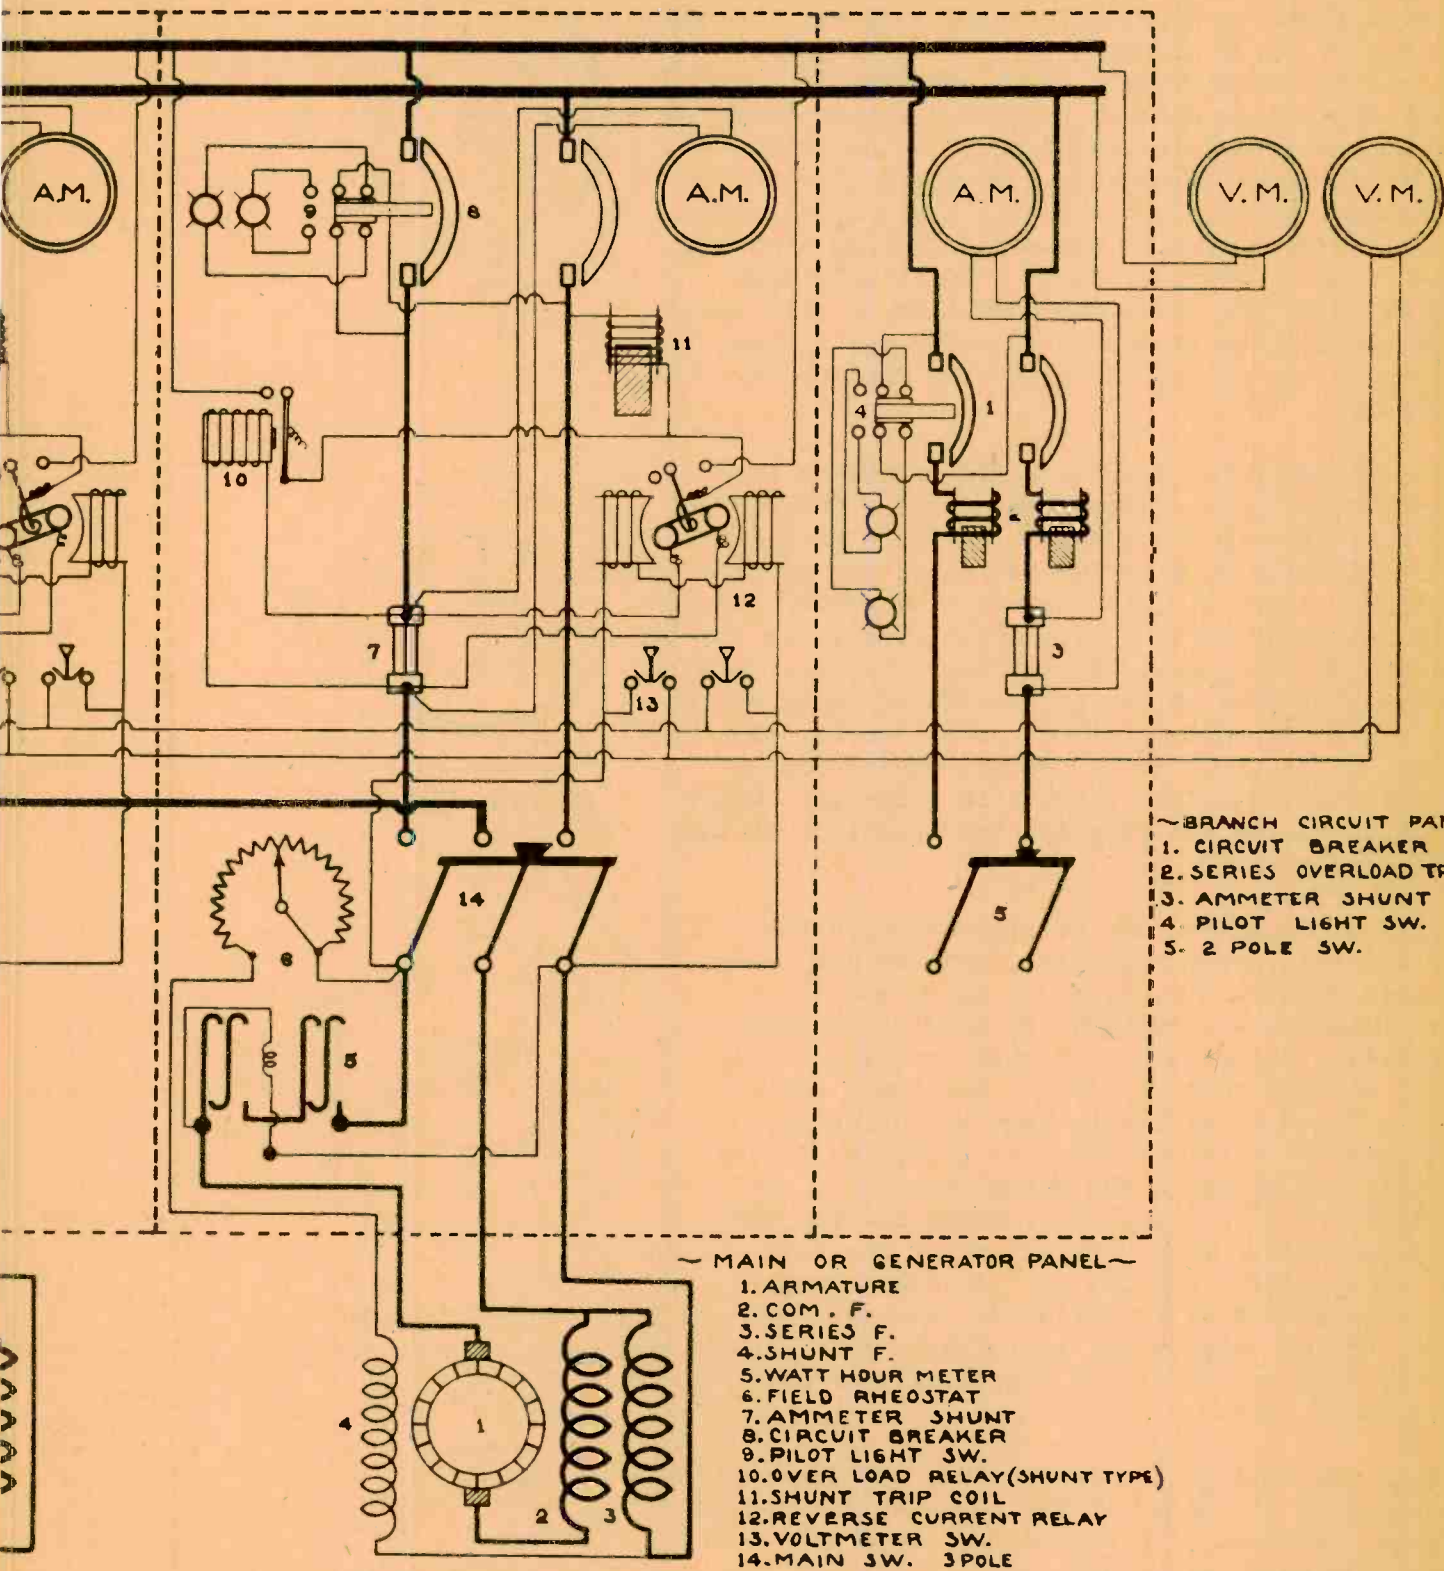 A.M.
A.M.
A.M.
V.M.
V.M.
9
8
11
4
1
10
2
12
7
13
3
14
5
6
5
~BRANCH CIRCUIT
1. CIRCUIT BREAKER
2. SERIES OVERLOAD
3. AMMETER SHUNT
4. PILOT LIGHT SW.
5. 2 POLE SW.
~MAIN OR GENERATOR PANEL~
1. ARMATURE
2. COM. F.
3. SERIES F.
4. SHUNT F.
5. WATT HOUR METER
6. FIELD RHEOSTAT
7. AMMETER SHUNT
8. CIRCUIT BREAKER
9. PILOT LIGHT SW.
10. OVER LOAD RELAY (SHUNT TYPE)
11. SHUNT TRIP COIL
12. REVERSE CURRENT RELAY
13. VOLTMETER SW.
14. MAIN SW. 3 POLE
4
1
2
3